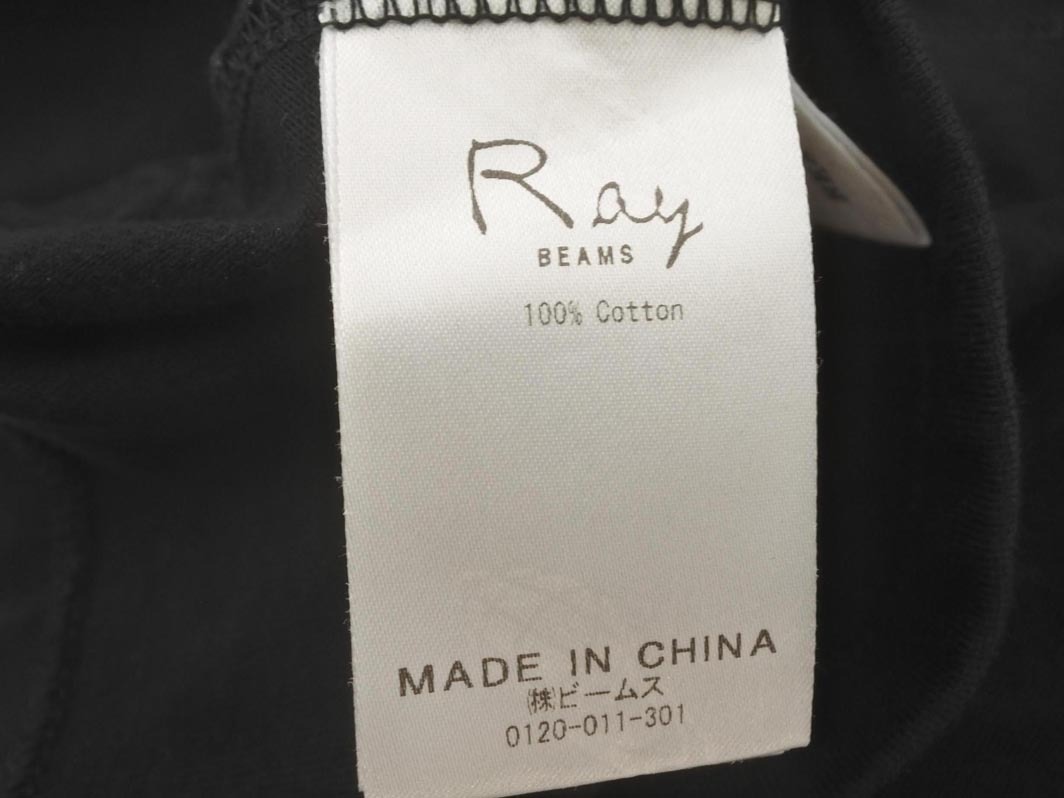 Ray
BEAMS
100% Cotton
MADE IN CHINA
㈱ビームス
0120-011-301